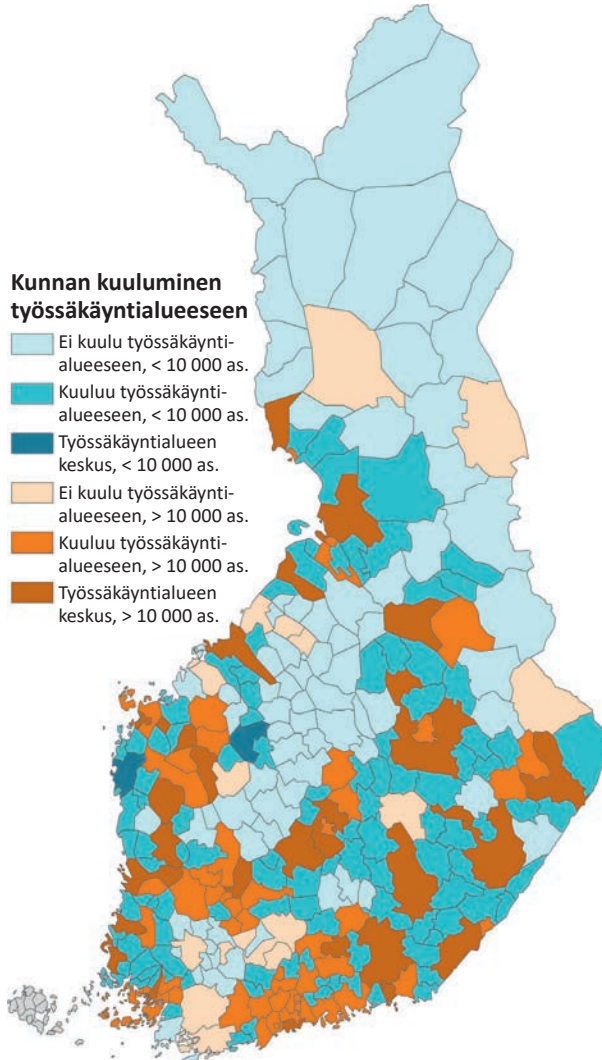 Kunnan kuuluminen
työssäkäyntialueeseen
Ei kuulu työssäkäynti-
alueeseen, < 10 000 as.
Kuuluu työssäkäynti-
alueeseen, < 10 000 as.
Työssäkäyntialueen
keskus, < 10 000 as.
Ei kuulu työssäkäynti-
alueeseen, > 10 000 as.
Kuuluu työssäkäynti-
alueeseen, > 10 000 as.
Työssäkäyntialueen
keskus, > 10 000 as.